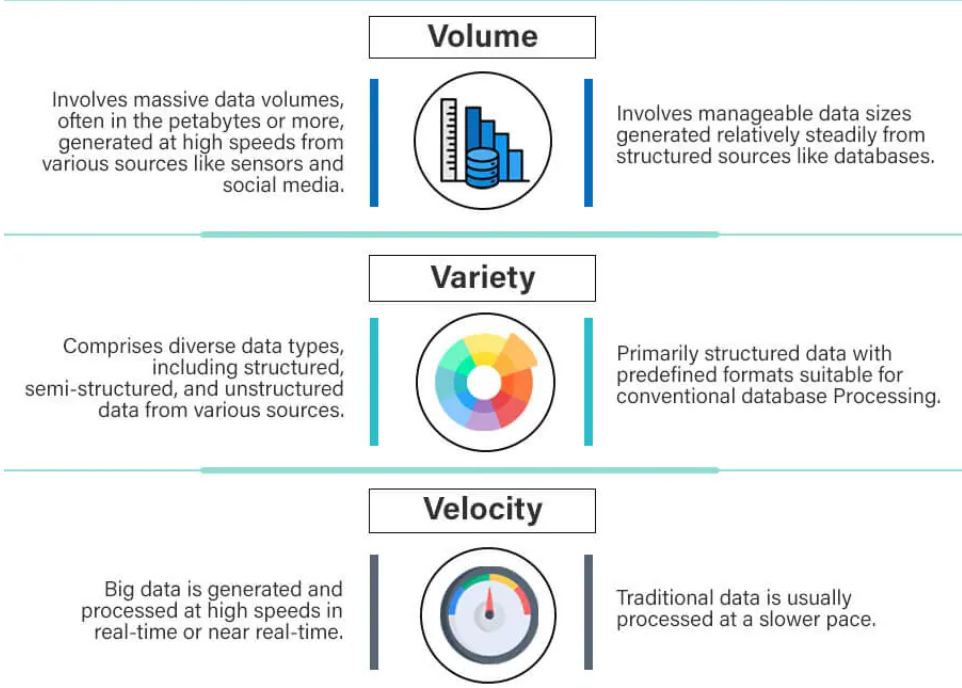 Volume
Involves massive data volumes,
often in the petabytes or more,
generated at high speeds from
various sources like sensors and
social media.
Involves manageable data sizes
generated relatively steadily from
structured sources like databases.
Variety
Comprises diverse data types,
including structured,
semi-structured, and unstructured
data from various sources.
Primarily structured data with
predefined formats suitable for
conventional database Processing.
Velocity
Big data is generated and
processed at high speeds in
real-time or near real-time.
Traditional data is usually
processed at a slower pace.